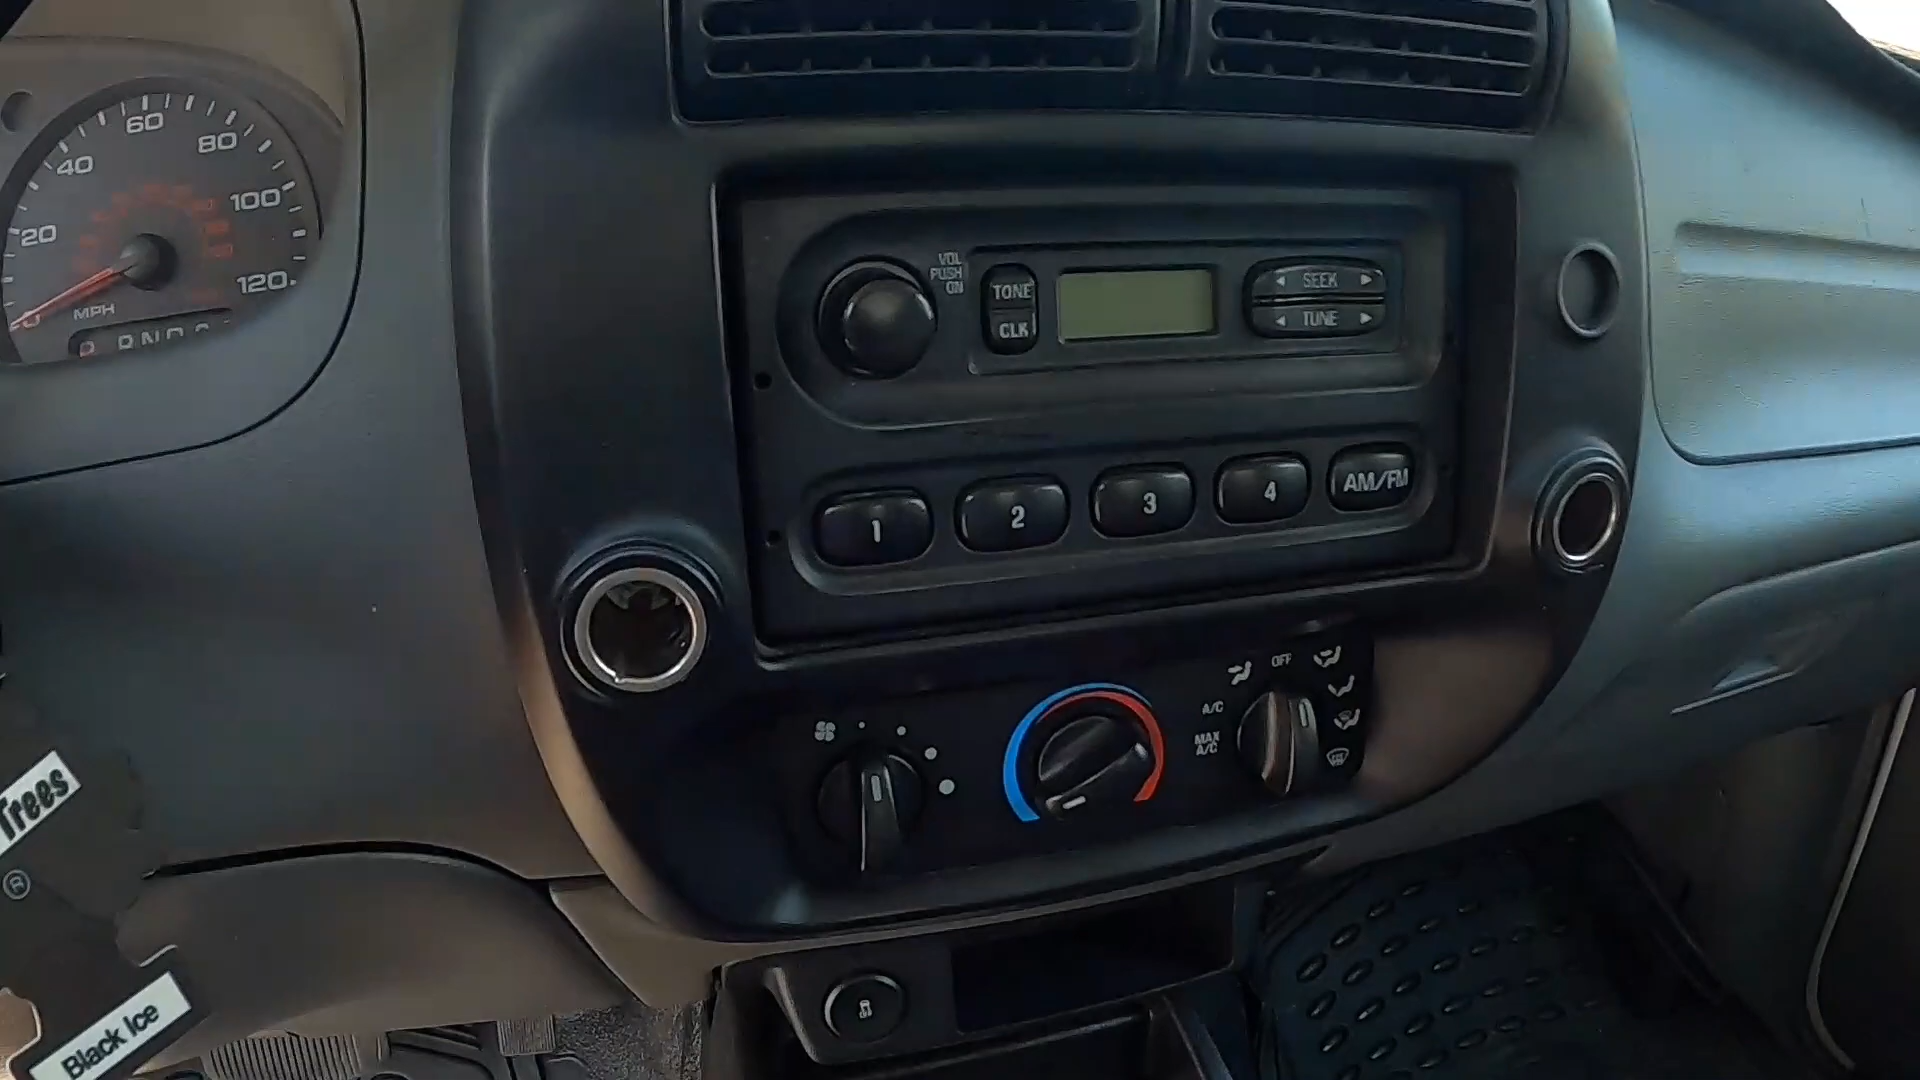 20
40
60
80
100
120
MPH
VOL
PUSH
ON
TONE
CLK
SEEK
TUNE
1
2
3
4
AM/FM
OFF
A/C
MAX
A/C
Trees
®
Black Ice